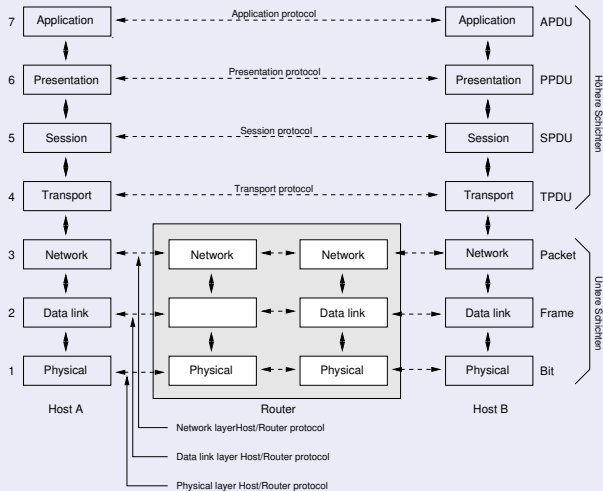 7 Application Application protocol Application APDU
6 Presentation Presentation protocol Presentation PPDU
5 Session Session protocol Session SPDU
4 Transport Transport protocol Transport TPDU
Höhere Schichten
3 Network Network Network Network Packet
2 Data link Data link Data link Frame
1 Physical Physical Physical Physical Bit
Untere Schichten
Host A Router Host B
Network layerHost/Router protocol
Data link layer Host/Router protocol
Physical layer Host/Router protocol